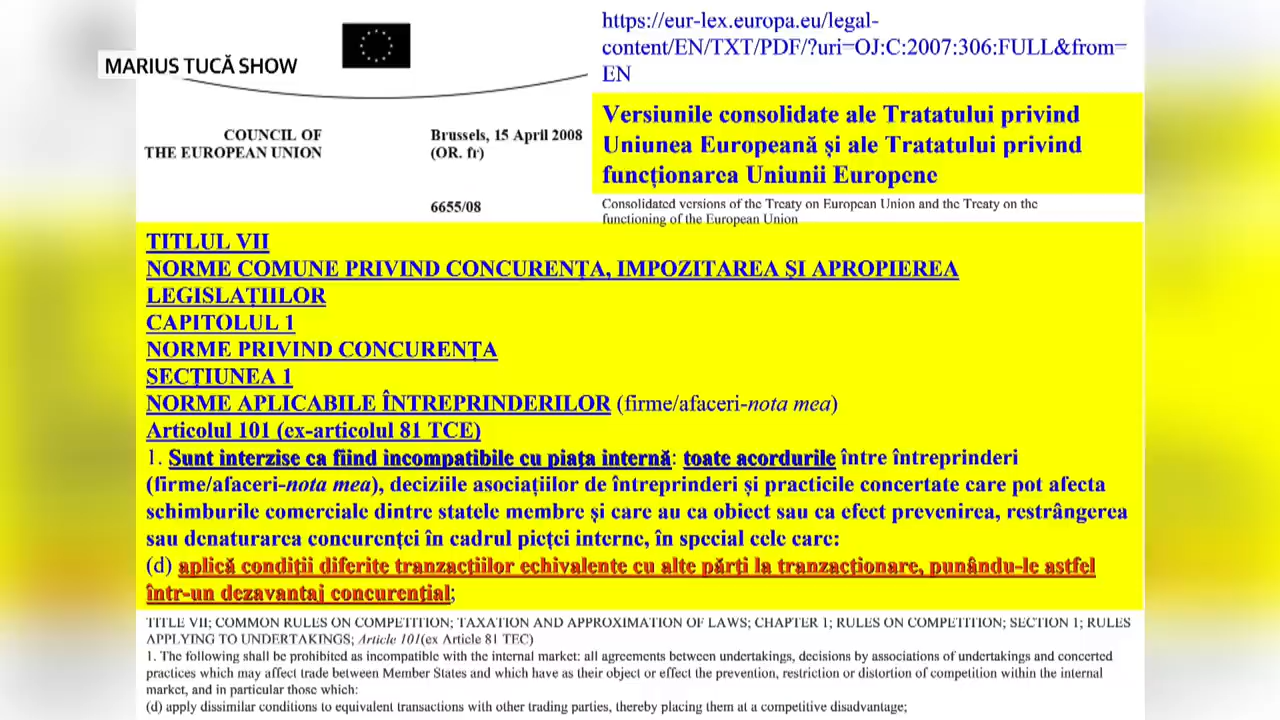 MARIUS TUCĂ SHOW
COUNCIL OF
THE EUROPEAN UNION
Brussels, 15 April 2008
(OR. fr)
6655/08
https://eur-lex.europa.eu/legal-
content/EN/TXT/PDF/?uri=OJ:C:2007:306:FULL&from=
EN
Versiunile consolidate ale Tratatului privind
Uniunea Europeană și ale Tratatului privind
funcționarea Uniunii Europene
Consolidated versions of the Treaty on European Union and the Treaty on the
functioning of the European Union
TITLUL VII
NORME COMUNE PRIVIND CONCURENȚA, IMPOZITAREA ȘI APROPIEREA
LEGISLAȚIILOR
CAPITOLUL 1
NORME PRIVIND CONCURENȚA
SECȚIUNEA 1
NORME APLICABILE ÎNTREPRINDERILOR (firme/afaceri-nota mea)
Articolul 101 (ex-articolul 81 TCE)
1. Sunt interzise ca fiind incompatibile cu piața internă: toate acordurile între întreprinderi
(firme/afaceri-nota mea), deciziile asociațiilor de întreprinderi și practicile concertate care pot afecta
schimburile comerciale dintre statele membre și care au ca obiect sau ca efect prevenirea, restrângerea
sau denaturarea concurenței în cadrul pieței interne, în special cele care:
(d) aplică condiții diferite tranzacțiilor echivalente cu alte părți la tranzacționare, punându-le astfel
într-un dezavantaj concurențial;
TITLE VII; COMMON RULES ON COMPETITION; TAXATION AND APPROXIMATION OF LAWS; CHAPTER 1; RULES ON COMPETITION; SECTION 1; RULES
APPLYING TO UNDERTAKINGS; Article 101(ex Article 81 TEC)
1. The following shall be prohibited as incompatible with the internal market: all agreements between undertakings, decisions by associations of undertakings and concerted
practices which may affect trade between Member States and which have as their object or effect the prevention, restriction or distortion of competition within the internal
market, and in particular those which:
(d) apply dissimilar conditions to equivalent transactions with other trading parties, thereby placing them at a competitive disadvantage;